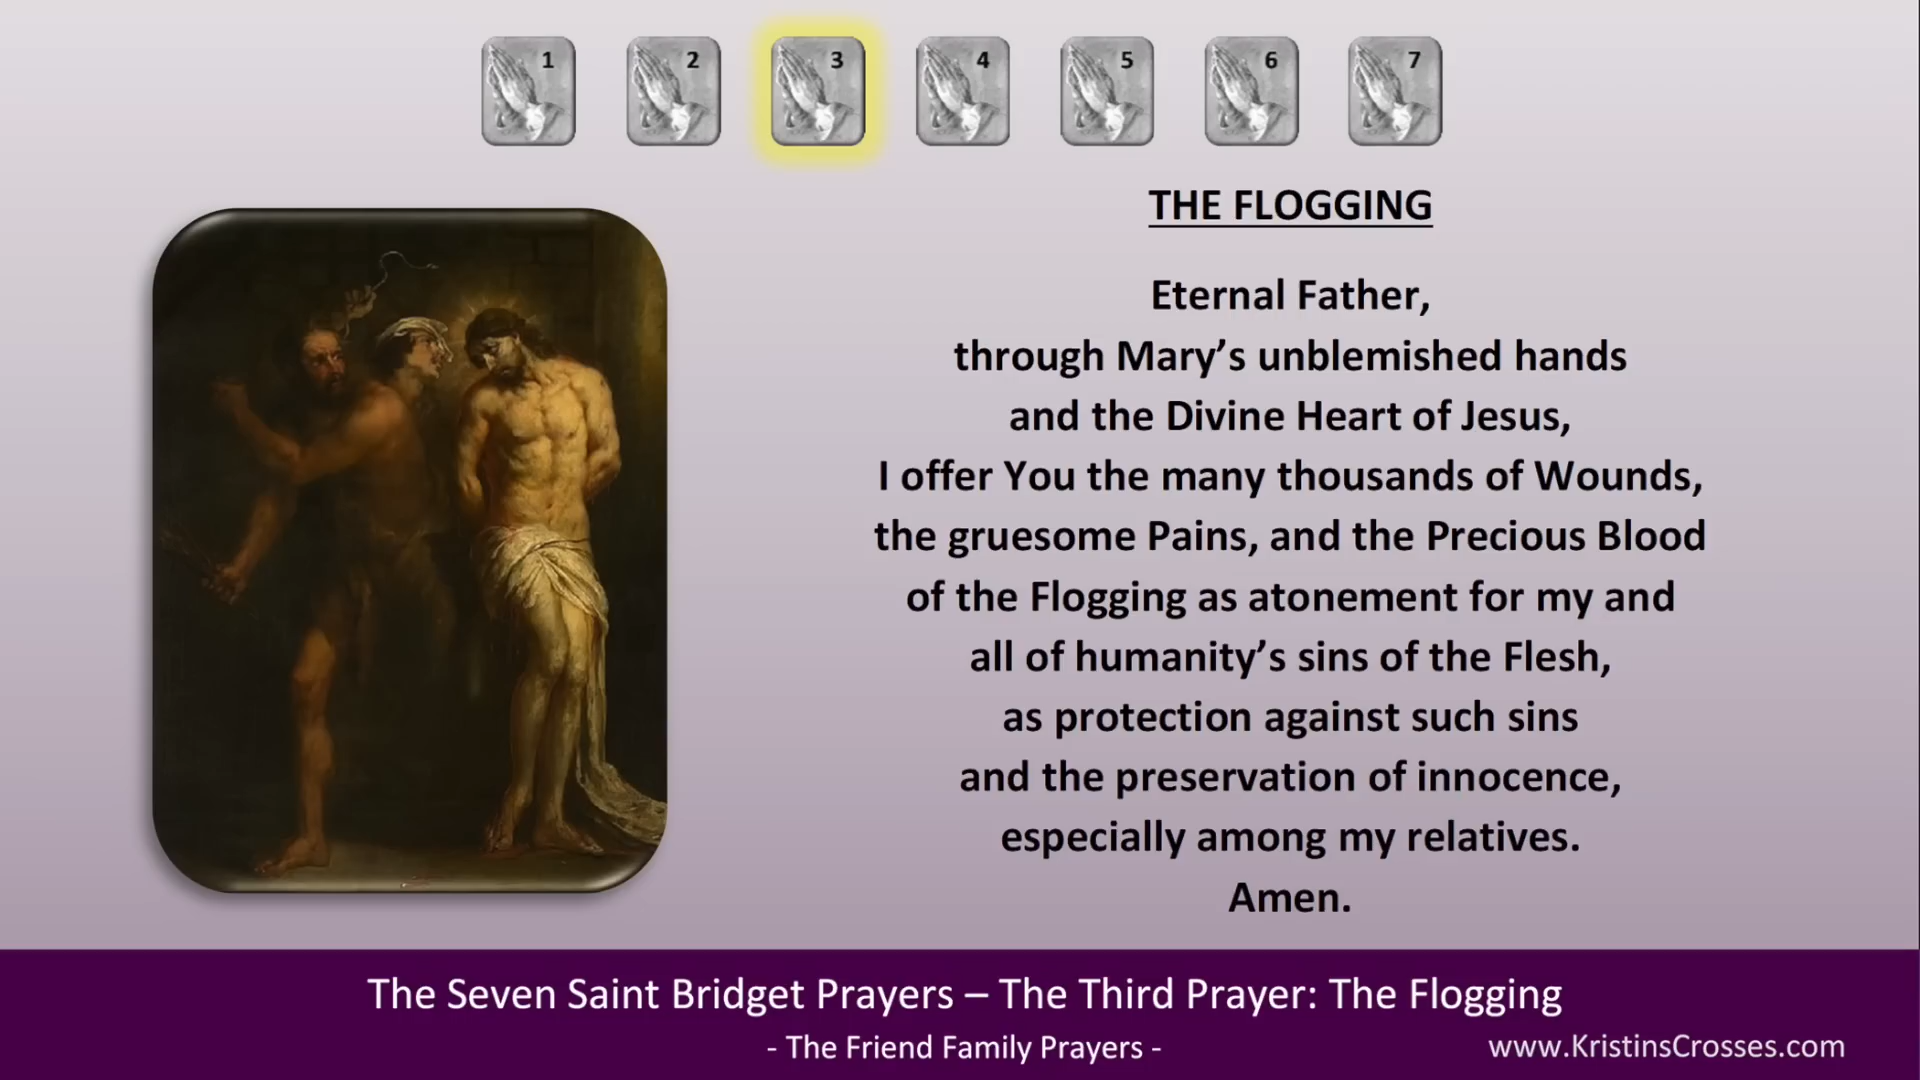 1 2 3 4 5 6 7
THE FLOGGING
Eternal Father,
through Mary’s unblemished hands
and the Divine Heart of Jesus,
I offer You the many thousands of Wounds,
the gruesome Pains, and the Precious Blood
of the Flogging as atonement for my and
all of humanity’s sins of the Flesh,
as protection against such sins
and the preservation of innocence,
especially among my relatives.
Amen.
The Seven Saint Bridget Prayers – The Third Prayer: The Flogging
- The Friend Family Prayers -
www.KristinsCrosses.com